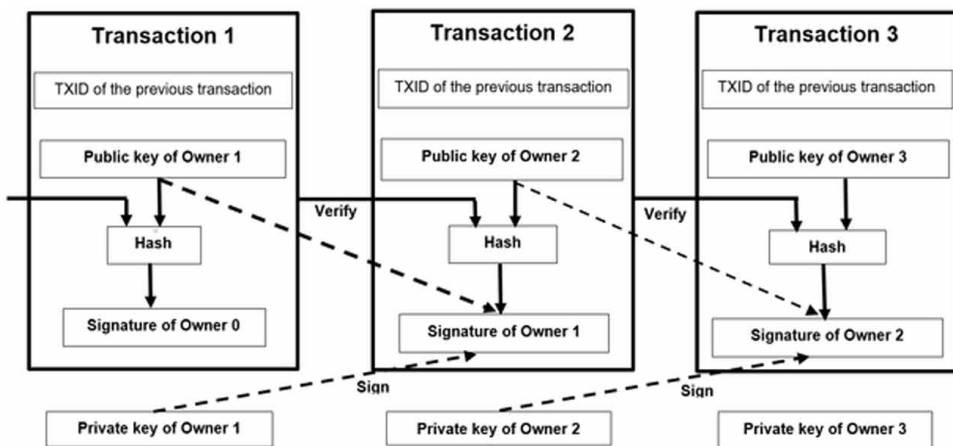 Transaction 1
TXID of the previous transaction
Public key of Owner 1
Hash
Signature of Owner 0
Private key of Owner 1
Verify
Sign
Transaction 2
TXID of the previous transaction
Public key of Owner 2
Hash
Signature of Owner 1
Private key of Owner 2
Verify
Sign
Transaction 3
TXID of the previous transaction
Public key of Owner 3
Hash
Signature of Owner 2
Private key of Owner 3